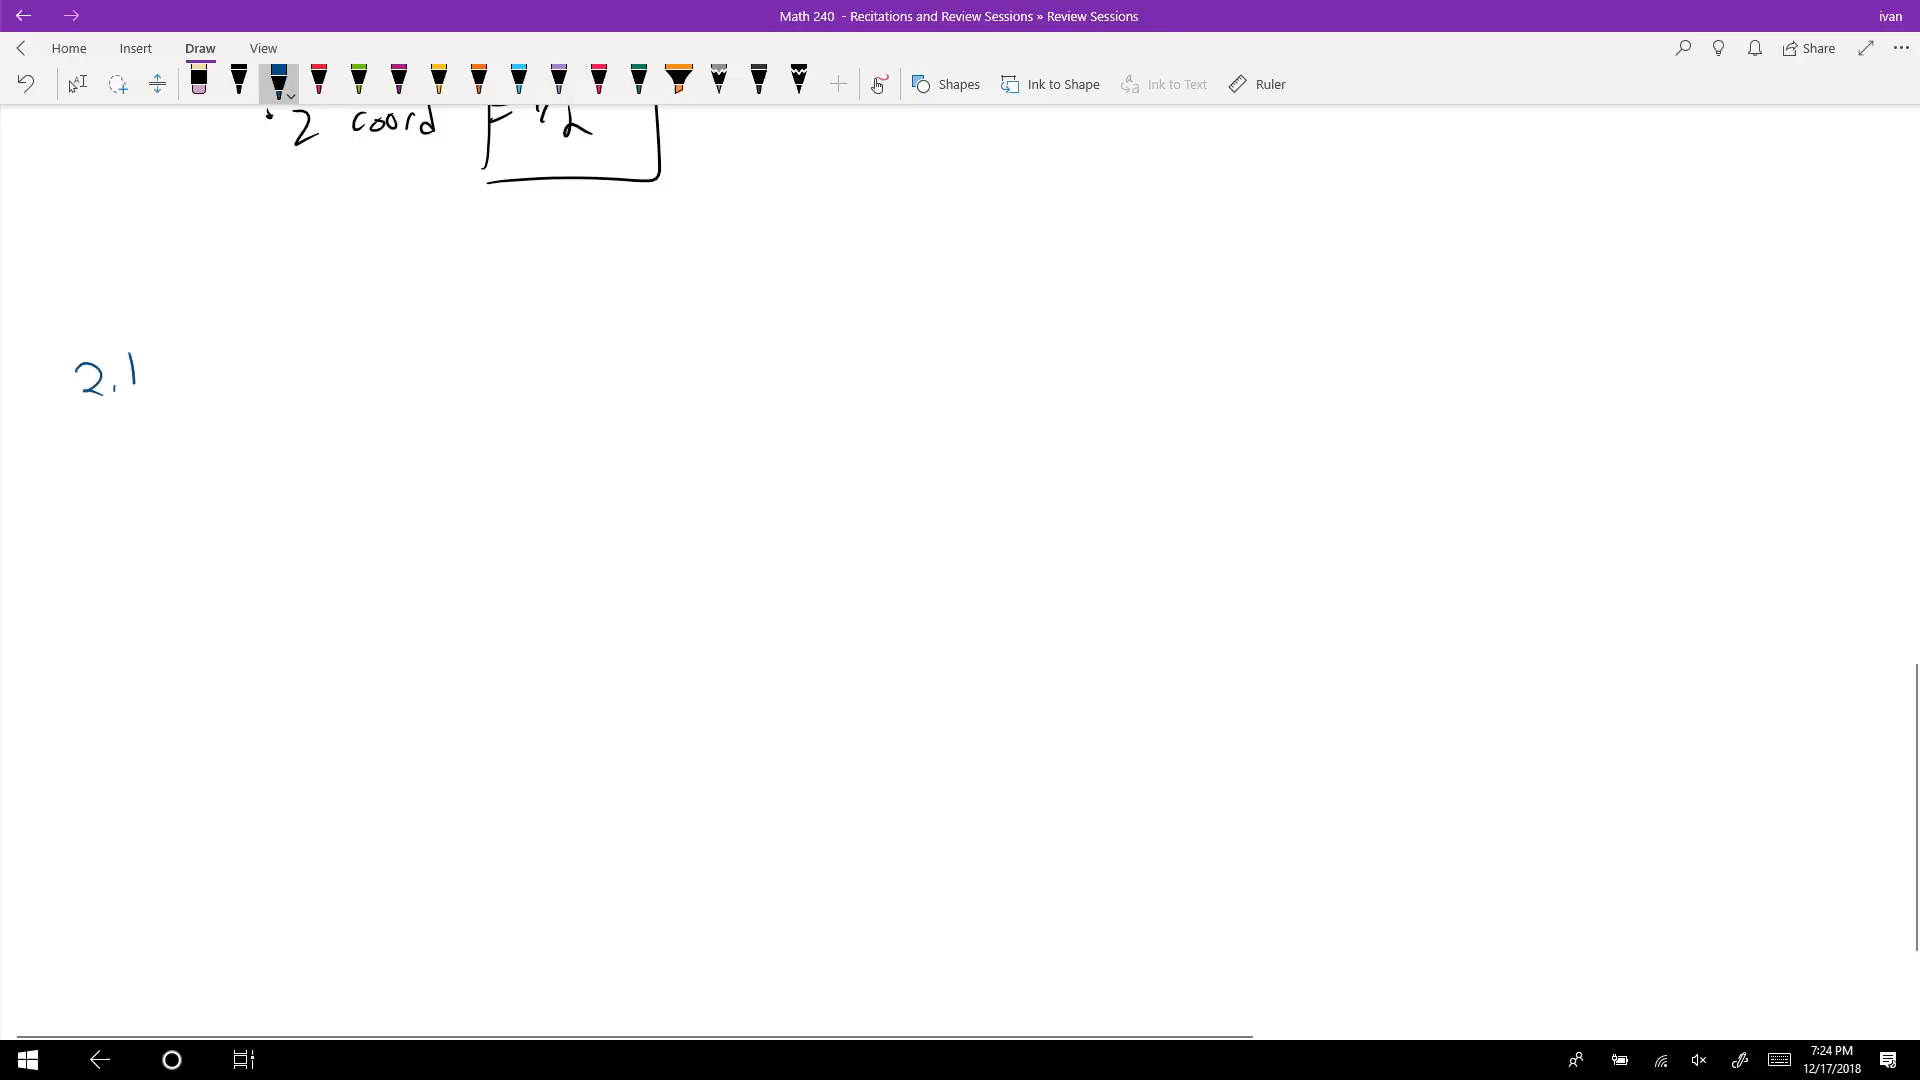 Math 240 - Recitations and Review Sessions » Review Sessions
ivan
Home Insert Draw View
Share
Shapes Ink to Shape Ink to Text Ruler
2 coord
2.1
7:24 PM
12/17/2018